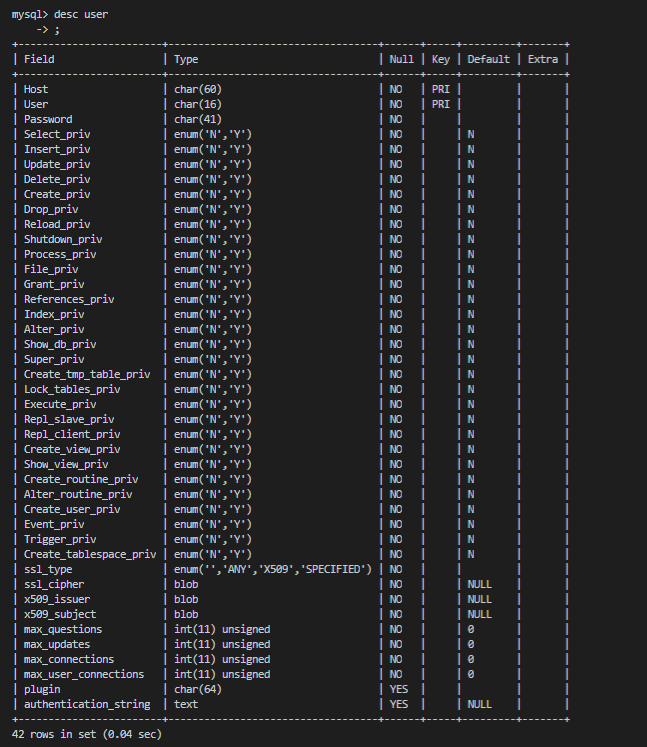 mysql> desc user
    -> ;
+------------------------+-----------------------------------+------+-----+---------+-------+
| Field                  | Type                              | Null | Key | Default | Extra |
+------------------------+-----------------------------------+------+-----+---------+-------+
| Host                   | char(60)                          | NO   | PRI |         |       |
| User                   | char(16)                          | NO   | PRI |         |       |
| Password               | char(41)                          | NO   |     |         |       |
| Select_priv            | enum('N','Y')                     | NO   |     | N       |       |
| Insert_priv            | enum('N','Y')                     | NO   |     | N       |       |
| Update_priv            | enum('N','Y')                     | NO   |     | N       |       |
| Delete_priv            | enum('N','Y')                     | NO   |     | N       |       |
| Create_priv            | enum('N','Y')                     | NO   |     | N       |       |
| Drop_priv              | enum('N','Y')                     | NO   |     | N       |       |
| Reload_priv            | enum('N','Y')                     | NO   |     | N       |       |
| Shutdown_priv          | enum('N','Y')                     | NO   |     | N       |       |
| Process_priv           | enum('N','Y')                     | NO   |     | N       |       |
| File_priv              | enum('N','Y')                     | NO   |     | N       |       |
| Grant_priv             | enum('N','Y')                     | NO   |     | N       |       |
| References_priv        | enum('N','Y')                     | NO   |     | N       |       |
| Index_priv             | enum('N','Y')                     | NO   |     | N       |       |
| Alter_priv             | enum('N','Y')                     | NO   |     | N       |       |
| Show_db_priv           | enum('N','Y')                     | NO   |     | N       |       |
| Super_priv             | enum('N','Y')                     | NO   |     | N       |       |
| Create_tmp_table_priv  | enum('N','Y')                     | NO   |     | N       |       |
| Lock_tables_priv       | enum('N','Y')                     | NO   |     | N       |       |
| Execute_priv           | enum('N','Y')                     | NO   |     | N       |       |
| Repl_slave_priv        | enum('N','Y')                     | NO   |     | N       |       |
| Repl_client_priv       | enum('N','Y')                     | NO   |     | N       |       |
| Create_view_priv       | enum('N','Y')                     | NO   |     | N       |       |
| Show_view_priv         | enum('N','Y')                     | NO   |     | N       |       |
| Create_routine_priv    | enum('N','Y')                     | NO   |     | N       |       |
| Alter_routine_priv     | enum('N','Y')                     | NO   |     | N       |       |
| Create_user_priv       | enum('N','Y')                     | NO   |     | N       |       |
| Event_priv             | enum('N','Y')                     | NO   |     | N       |       |
| Trigger_priv           | enum('N','Y')                     | NO   |     | N       |       |
| Create_tablespace_priv | enum('N','Y')                     | NO   |     | N       |       |
| ssl_type               | enum('','ANY','X509','SPECIFIED') | NO   |     |         |       |
| ssl_cipher             | blob                              | NO   |     | NULL    |       |
| x509_issuer            | blob                              | NO   |     | NULL    |       |
| x509_subject           | blob                              | NO   |     | NULL    |       |
| max_questions          | int(11) unsigned                  | NO   |     | 0       |       |
| max_updates            | int(11) unsigned                  | NO   |     | 0       |       |
| max_connections        | int(11) unsigned                  | NO   |     | 0       |       |
| max_user_connections   | int(11) unsigned                  | NO   |     | 0       |       |
| plugin                 | char(64)                          | YES  |     |         |       |
| authentication_string  | text                              | YES  |     | NULL    |       |
+------------------------+-----------------------------------+------+-----+---------+-------+
42 rows in set (0.04 sec)